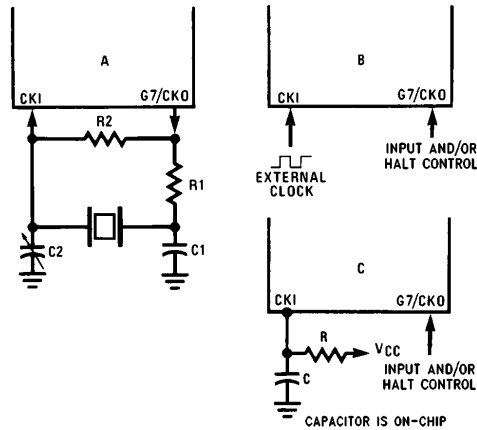 A
CKI
G7/CKO
R2
R1
C2
C1
B
CKI
G7/CKO
EXTERNAL
CLOCK
INPUT AND/OR
HALT CONTROL
C
CKI
G7/CKO
R
VCC
C
INPUT AND/OR
HALT CONTROL
CAPACITOR IS ON-CHIP